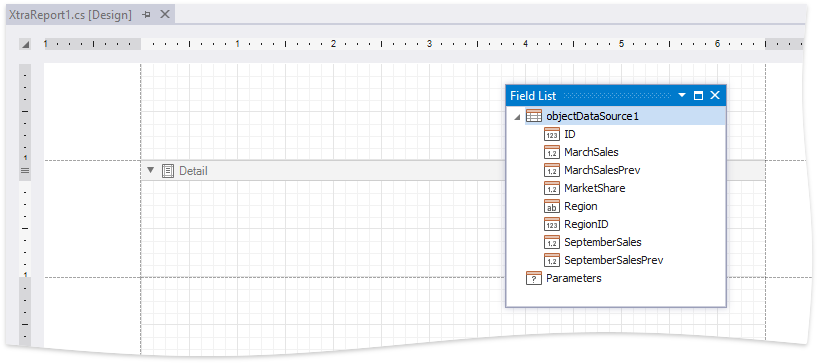 XtraReport1.cs [Design]
1 1 2 3 4 5 6
Field List
objectDataSource1
123 ID
1.2 MarchSales
1.2 MarchSalesPrev
1.2 MarketShare
1
Detail
ab Region
123 RegionID
1.2 SeptemberSales
1.2 SeptemberSalesPrev
1
? Parameters